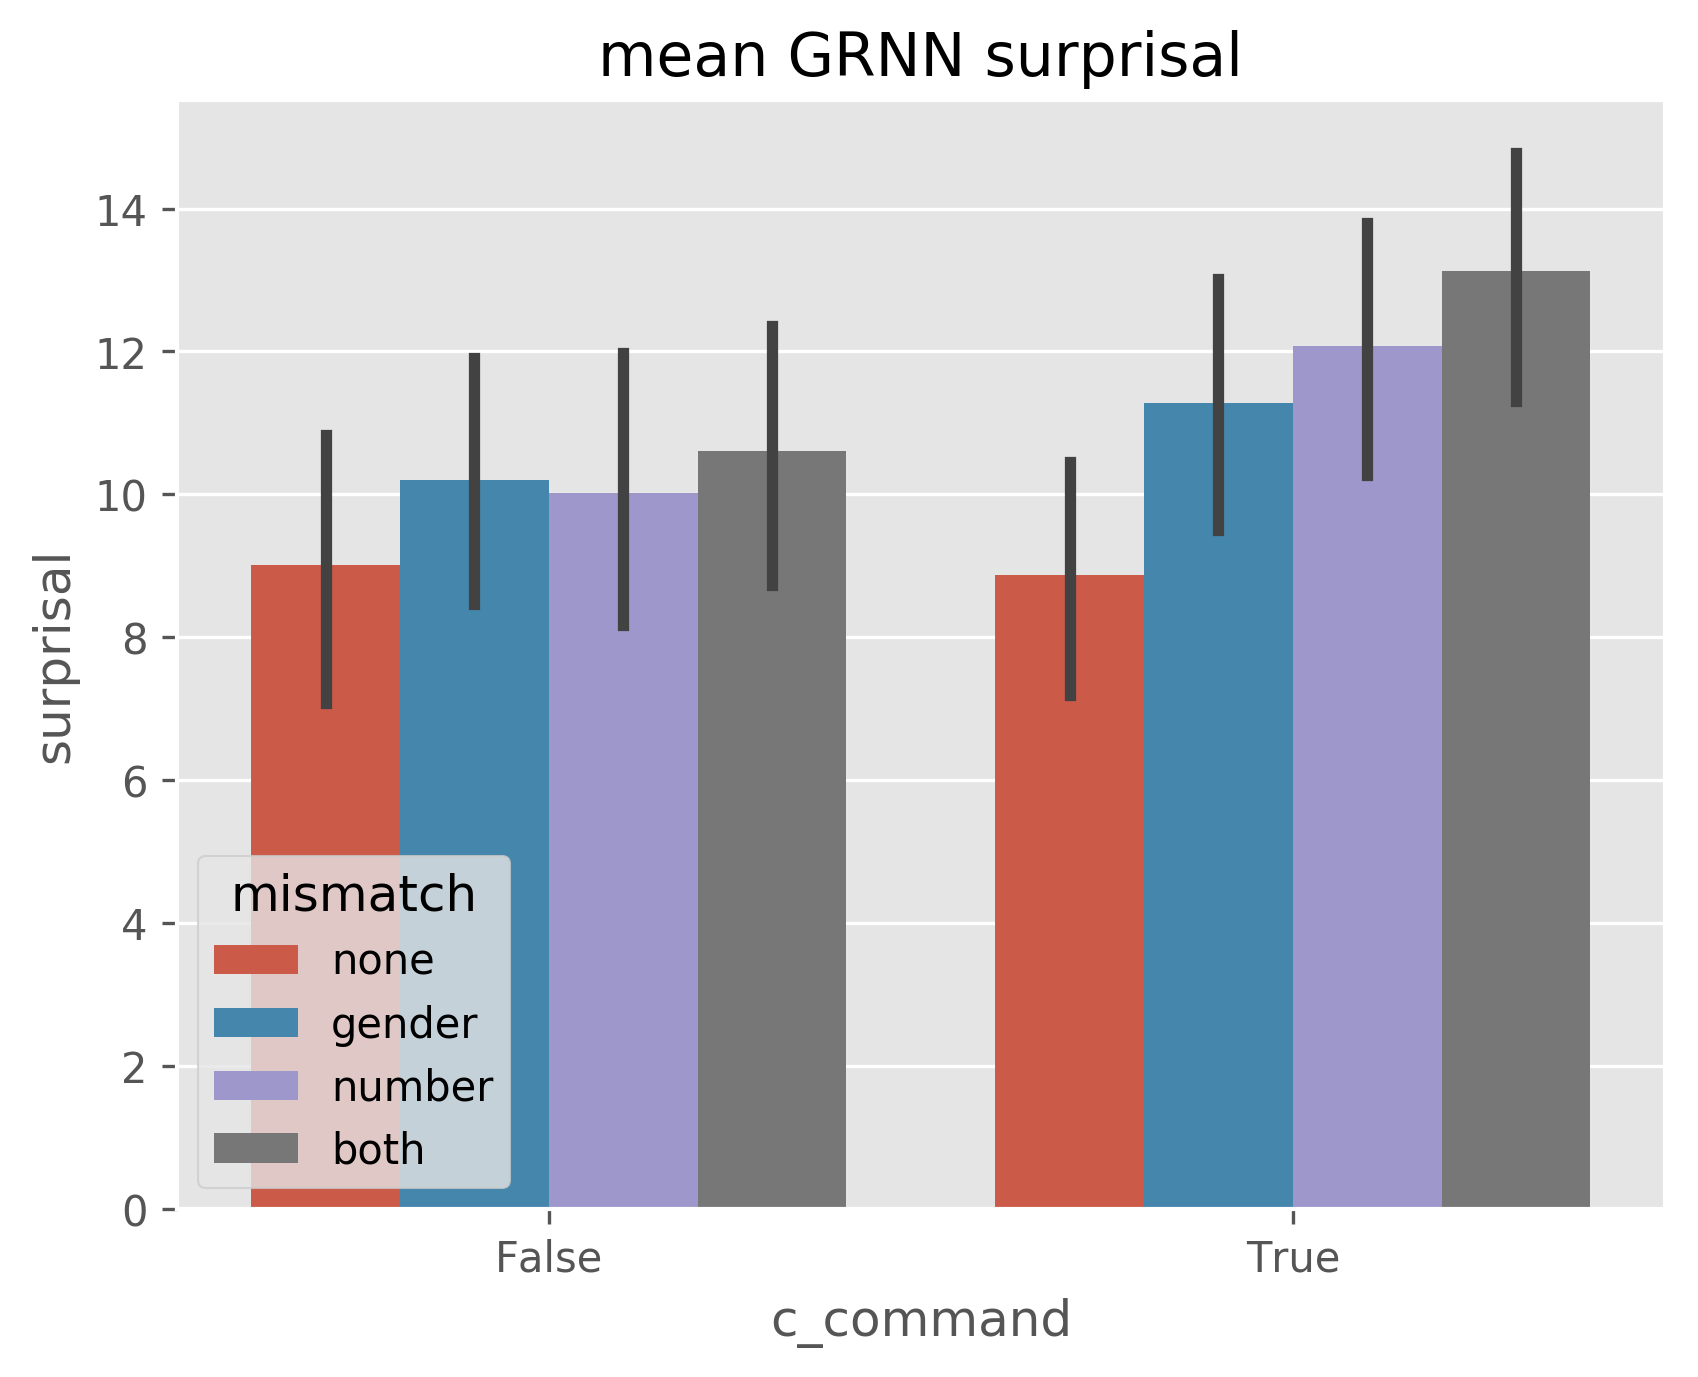 mean GRNN surprisal
surprisal
14
12
10
8
6
4
2
0
mismatch
none
gender
number
both
False
True
c_command